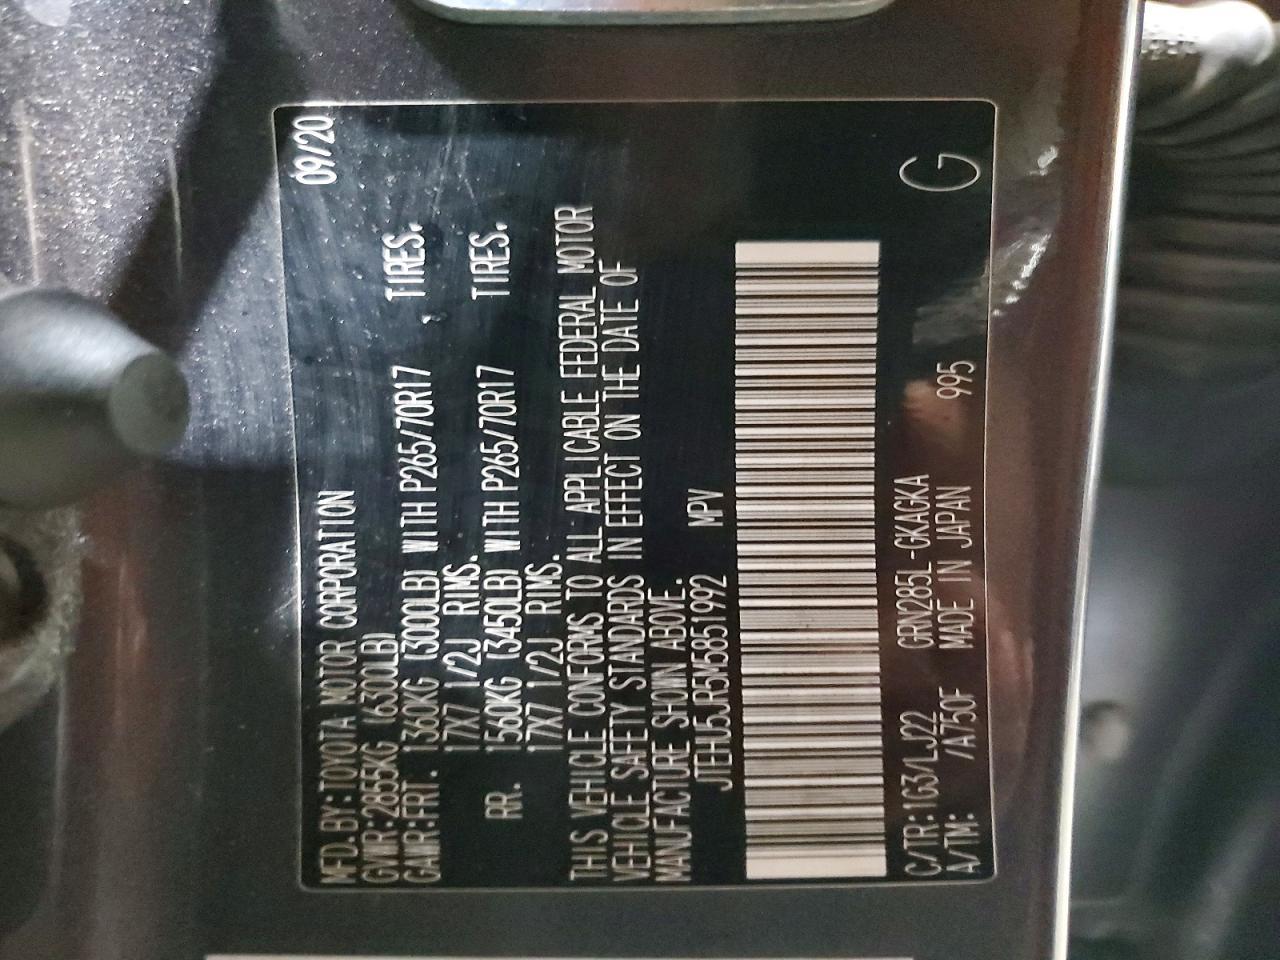 MFD.BY:TOYOTA MOTOR CORPORATION 09/20
GVWR:2855KG (6300LB)
GAWR:FRT. 1360KG (3000LB) WITH P265/70R17 TIRES,
17X7 1/2J RIMS.
RR. 1560KG (3450LB) WITH P265/70R17 TIRES,
17X7 1/2J RIMS.
THIS VEHICLE CONFORMS TO ALL APPLICABLE FEDERAL MOTOR
VEHICLE SAFETY STANDARDS IN EFFECT ON THE DATE OF
MANUFACTURE SHOWN ABOVE.
JTEHU5JR5M5851992 MPV
C/TR:1G3/LJ22 GRN285L-GKAGKA
A/TM: /A750F MADE IN JAPAN 995 G